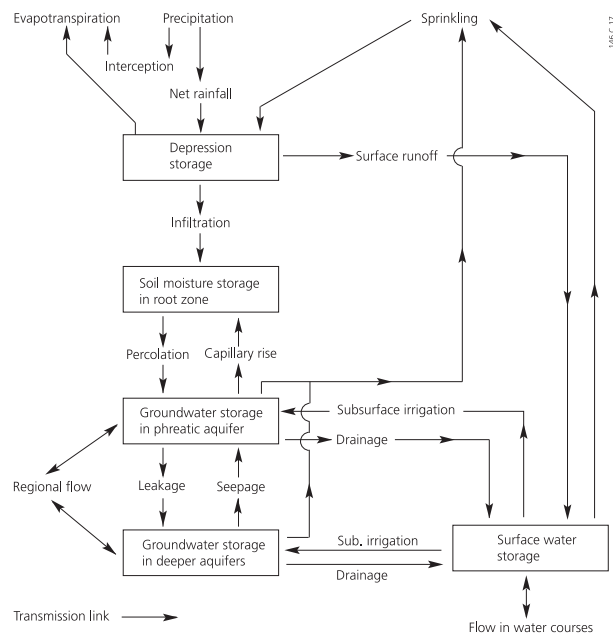 Evapotranspiration
Precipitation
Sprinkling
146 C 17
Interception
Net rainfall
Depression
storage
Surface runoff
Infiltration
Soil moisture storage
in root zone
Percolation
Capillary rise
Groundwater storage
in phreatic aquifer
Subsurface irrigation
Drainage
Regional flow
Leakage
Seepage
Groundwater storage
in deeper aquifers
Sub. irrigation
Drainage
Surface water
storage
Transmission link
Flow in water courses